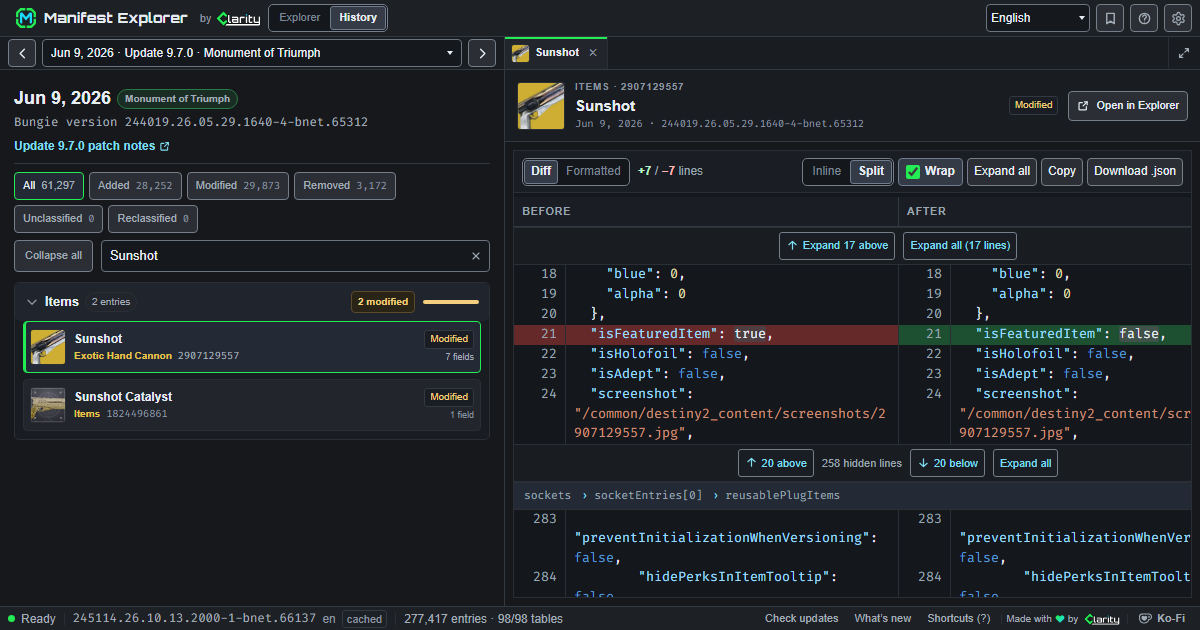 Manifest Explorer by Clarity Explorer History English
Jun 9, 2026 · Update 9.7.0 · Monument of Triumph
Sunshot
Jun 9, 2026 Monument of Triumph
Bungie version 244019.26.05.29.1640-4-bnet.65312
Update 9.7.0 patch notes
All 61,297 Added 28,252 Modified 29,873 Removed 3,172
Unclassified 0 Reclassified 0
Collapse all Sunshot
Items 2 entries 2 modified
Sunshot Modified
Exotic Hand Cannon 2907129557 7 fields
Sunshot Catalyst Modified
Items 1824496861 1 field
ITEMS · 2907129557
Sunshot
Jun 9, 2026 · 244019.26.05.29.1640-4-bnet.65312
Modified Open in Explorer
Diff Formatted +7 / −7 lines Inline Split Wrap Expand all Copy Download .json
BEFORE AFTER
↑ Expand 17 above Expand all (17 lines)
18 "blue": 0, 18 "blue": 0,
19 "alpha": 0 19 "alpha": 0
20 }, 20 },
21 "isFeaturedItem": true, 21 "isFeaturedItem": false,
22 "isHolofoil": false, 22 "isHolofoil": false,
23 "isAdept": false, 23 "isAdept": false,
24 "screenshot": 24 "screenshot":
"/common/destiny2_content/screenshots/2 "/common/destiny2_content/scr
907129557.jpg", 907129557.jpg",
↑ 20 above 258 hidden lines ↓ 20 below Expand all
sockets › socketEntries[0] › reusablePlugItems
283 283
"preventInitializationWhenVersioning": "preventInitializationWhenVer
false, false,
284 "hidePerksInItemTooltip": 284 "hidePerksInItemToolt
false false
Ready 245114.26.10.13.2000-1-bnet.66137 en cached 277,417 entries · 98/98 tables Check updates What's new Shortcuts (?) Made with by Clarity Ko-Fi